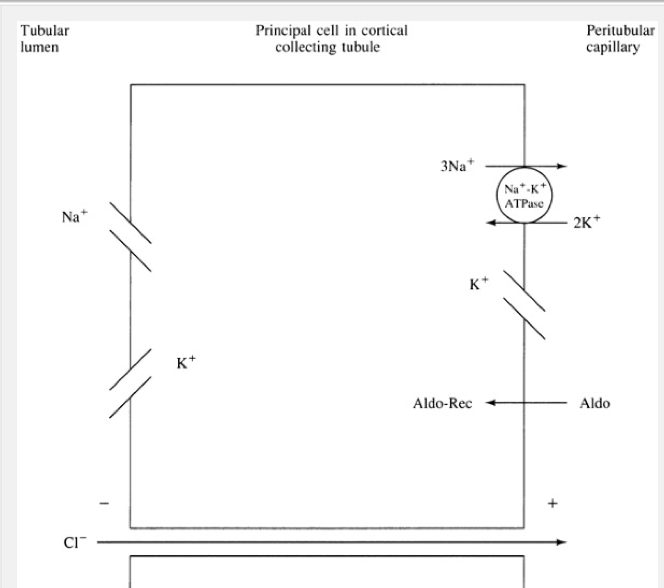 Tubular
lumen
Principal cell in cortical
collecting tubule
Peritubular
capillary
3Na⁺
Na⁺-K⁺
ATPase
2K⁺
Na⁺
K⁺
K⁺
Aldo-Rec
Aldo
−
+
Cl⁻